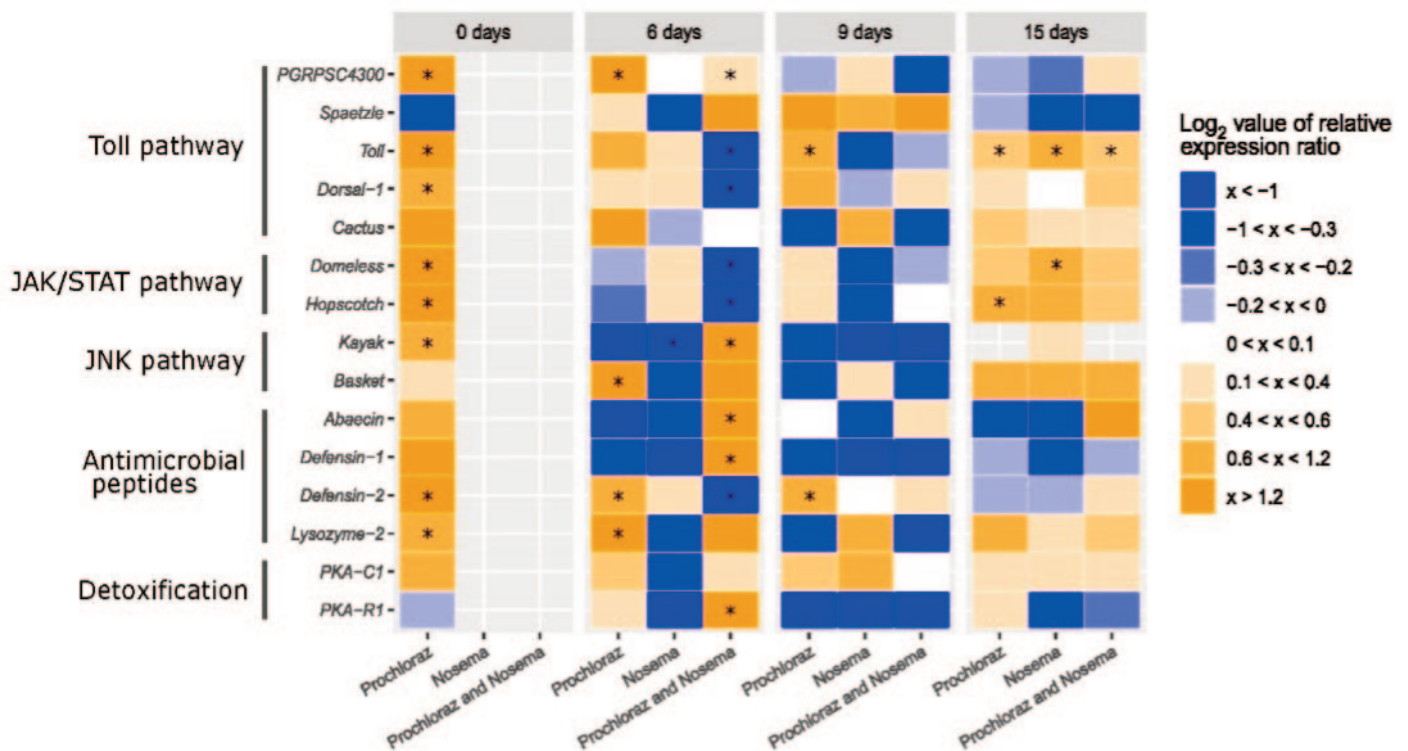 0 days
6 days
9 days
15 days
Toll pathway
PGRPSC4300
Spaetzle
Toll
Dorsal-1
Cactus
JAK/STAT pathway
Domeless
Hopscotch
JNK pathway
Kayak
Basket
Antimicrobial
peptides
Abaecin
Defensin-1
Defensin-2
Lysozyme-2
Detoxification
PKA-C1
PKA-R1
Prochloraz
Nosema
Prochloraz and Nosema
Prochloraz
Nosema
Prochloraz and Nosema
Prochloraz
Nosema
Prochloraz and Nosema
Prochloraz
Nosema
Prochloraz and Nosema
Log2 value of relative
expression ratio
x < −1
−1 < x < −0.3
−0.3 < x < −0.2
−0.2 < x < 0
0 < x < 0.1
0.1 < x < 0.4
0.4 < x < 0.6
0.6 < x < 1.2
x > 1.2